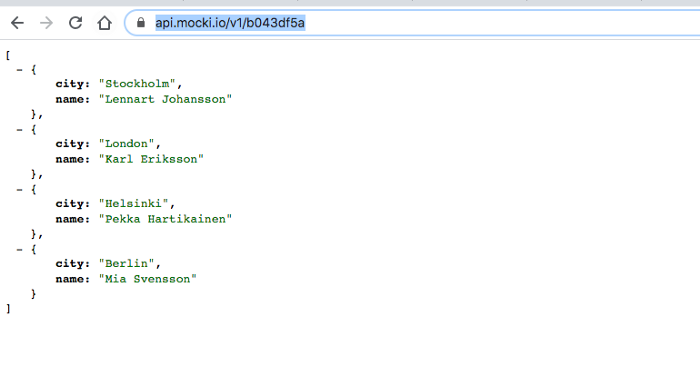 api.mocki.io/v1/b043df5a
[
- {
city: "Stockholm",
name: "Lennart Johansson"
},
- {
city: "London",
name: "Karl Eriksson"
},
- {
city: "Helsinki",
name: "Pekka Hartikainen"
},
- {
city: "Berlin",
name: "Mia Svensson"
}
]